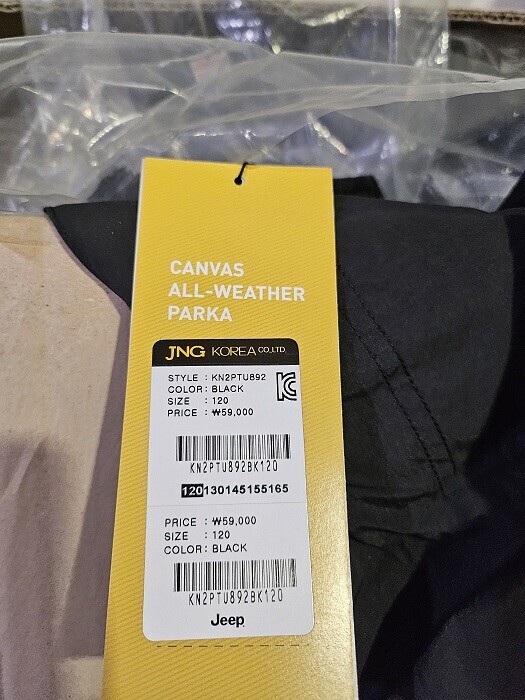 CANVAS
ALL-WEATHER
PARKA
JNG KOREA CO.,LTD
STYLE : KN2PTU892
COLOR : BLACK
SIZE : 120
PRICE : ₩59,000
KN2PTU892BK120
120130145155165
PRICE : ₩59,000
SIZE : 120
COLOR : BLACK
KN2PTU892BK120
Jeep